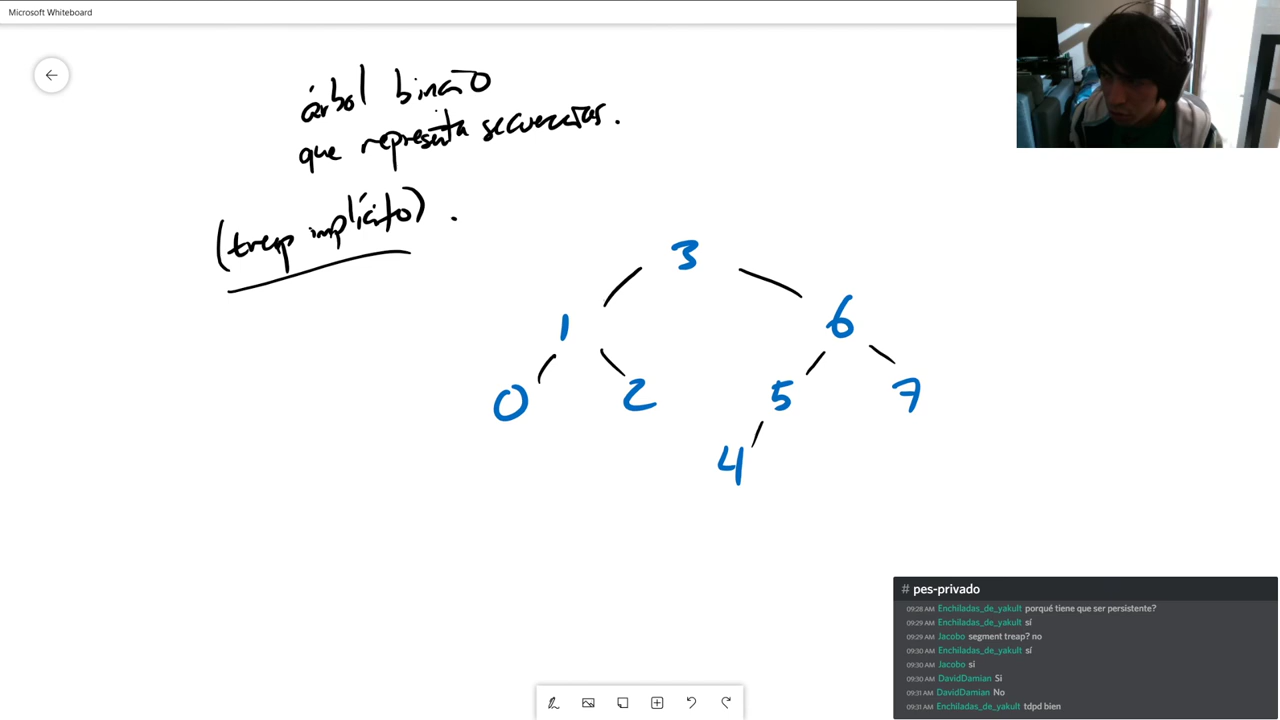 Microsoft Whiteboard
árbol binario
que representa secuencias.
(treap implícito).
3
1
6
0
2
5
7
4
# pes-privado
09:28 AM Enchiladas_de_yakult porqué tiene que ser persistente?
09:29 AM Enchiladas_de_yakult sí
09:29 AM Jacobo segment treap? no
09:30 AM Enchiladas_de_yakult sí
09:30 AM Jacobo si
09:30 AM DavidDamian Si
09:31 AM DavidDamian No
09:31 AM Enchiladas_de_yakult tdpd bien